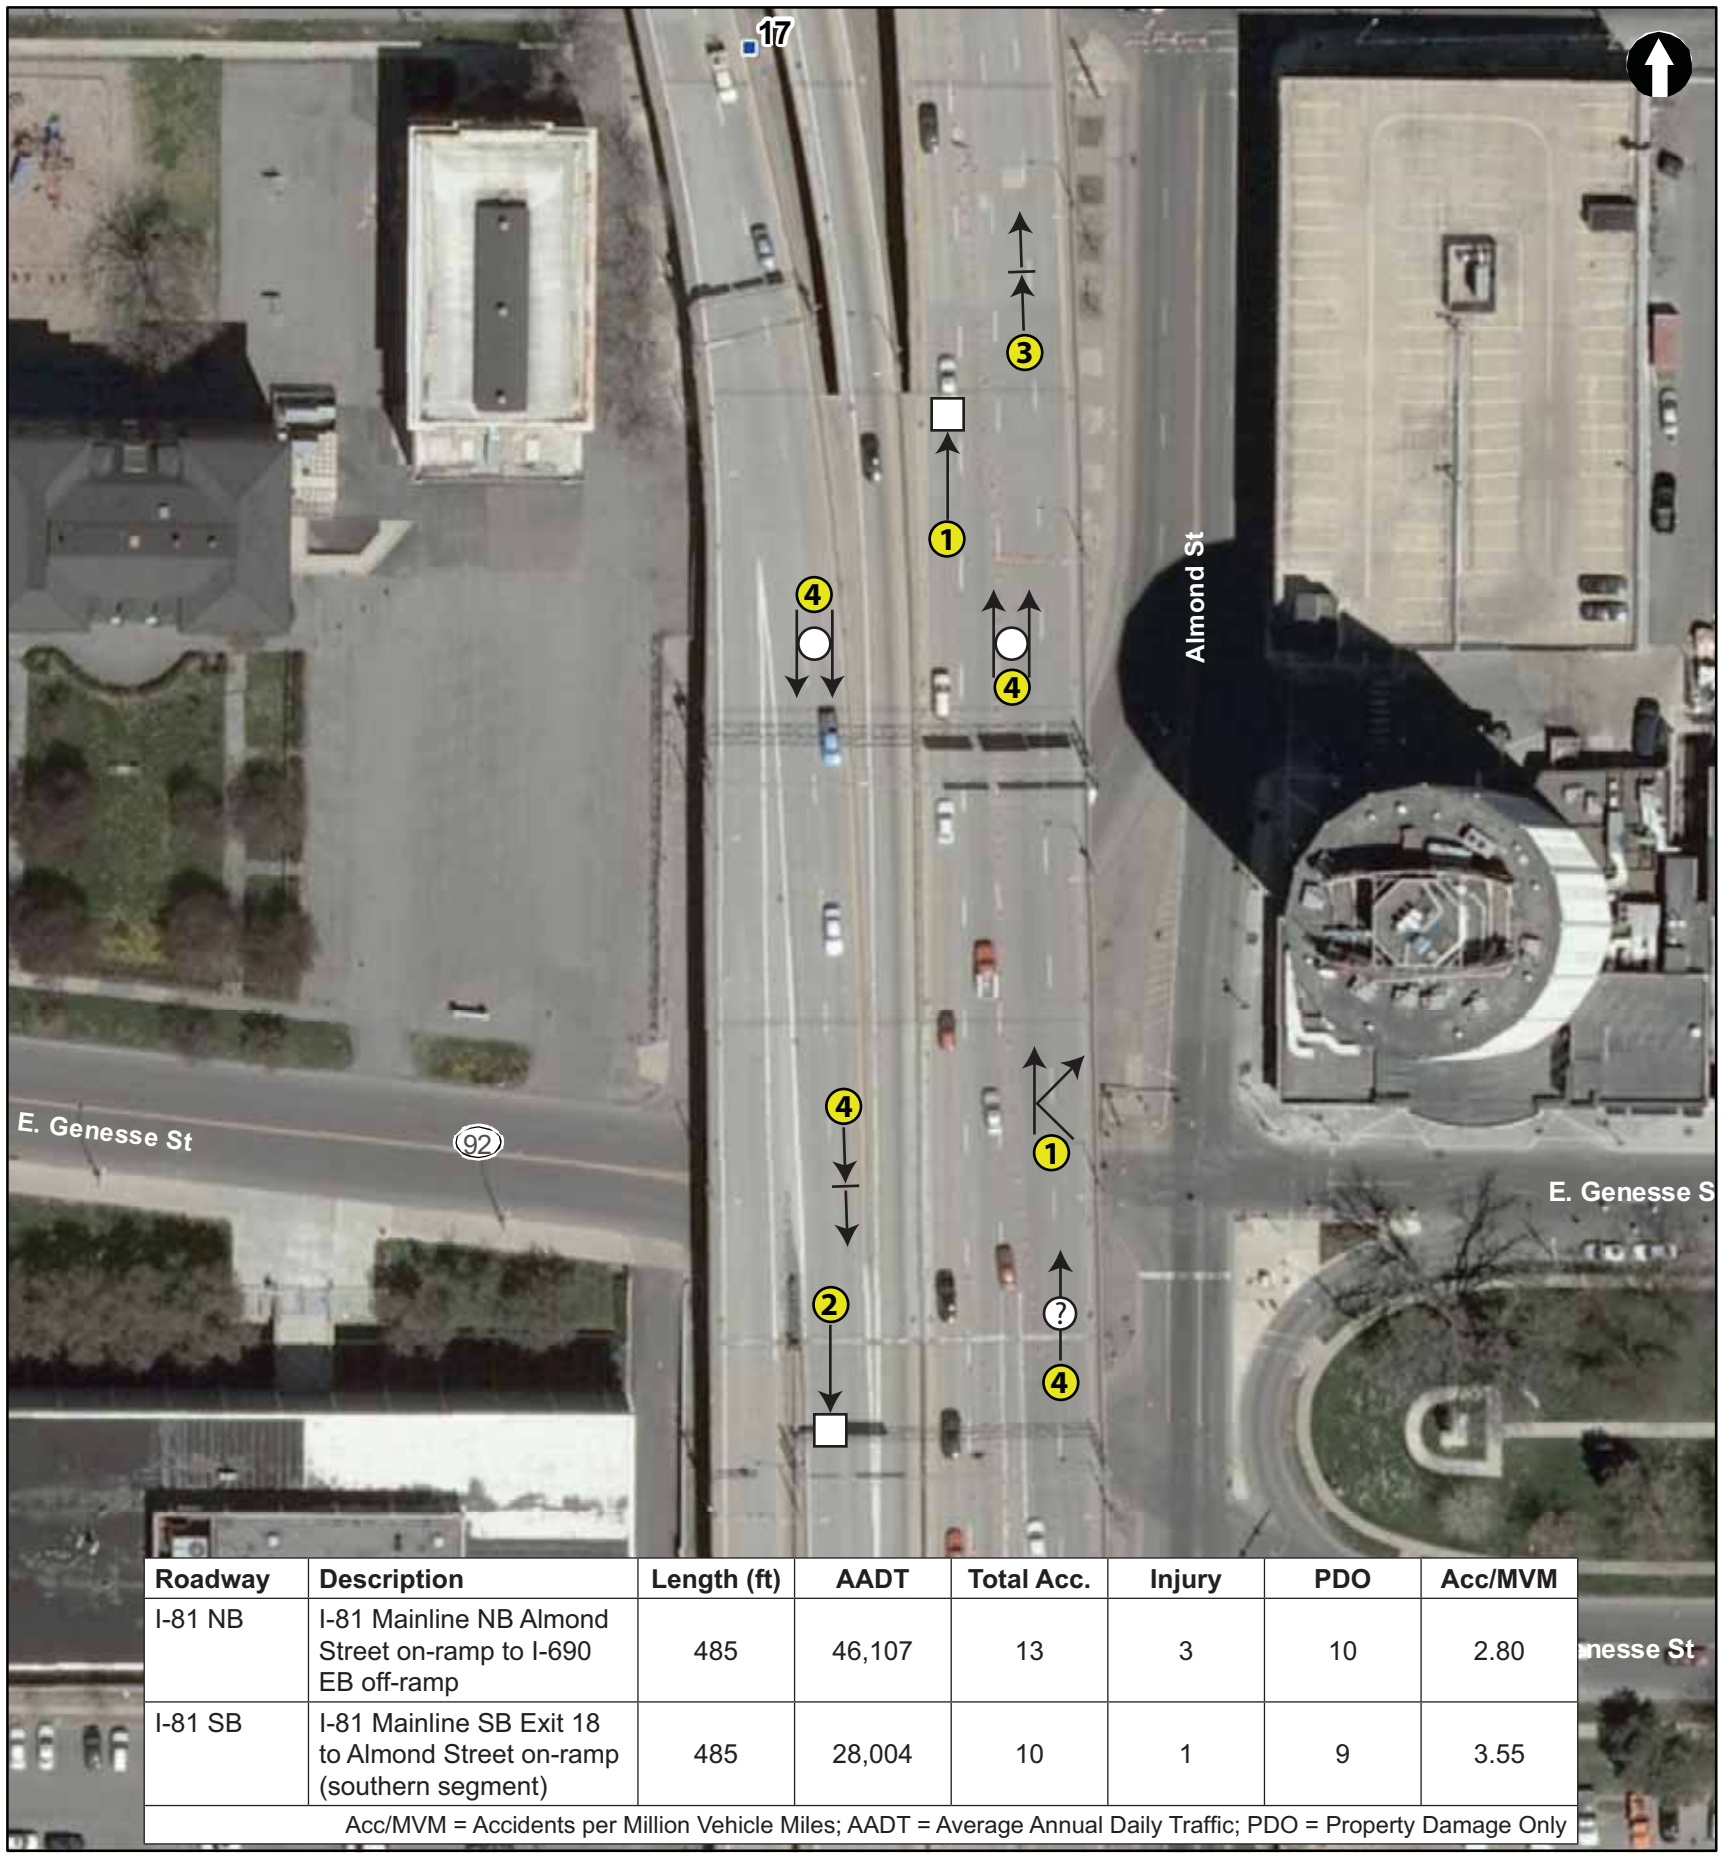 17
3
1
4
4
Almond St
4
1
E. Genesse St
92
E. Genesse S
2
?
4
Roadway Description Length (ft) AADT Total Acc. Injury PDO Acc/MVM
I-81 NB I-81 Mainline NB Almond
Street on-ramp to I-690
EB off-ramp
485 46,107 13 3 10 2.80
nesse St
I-81 SB I-81 Mainline SB Exit 18
to Almond Street on-ramp
(southern segment)
485 28,004 10 1 9 3.55
Acc/MVM = Accidents per Million Vehicle Miles; AADT = Average Annual Daily Traffic; PDO = Property Damage Only